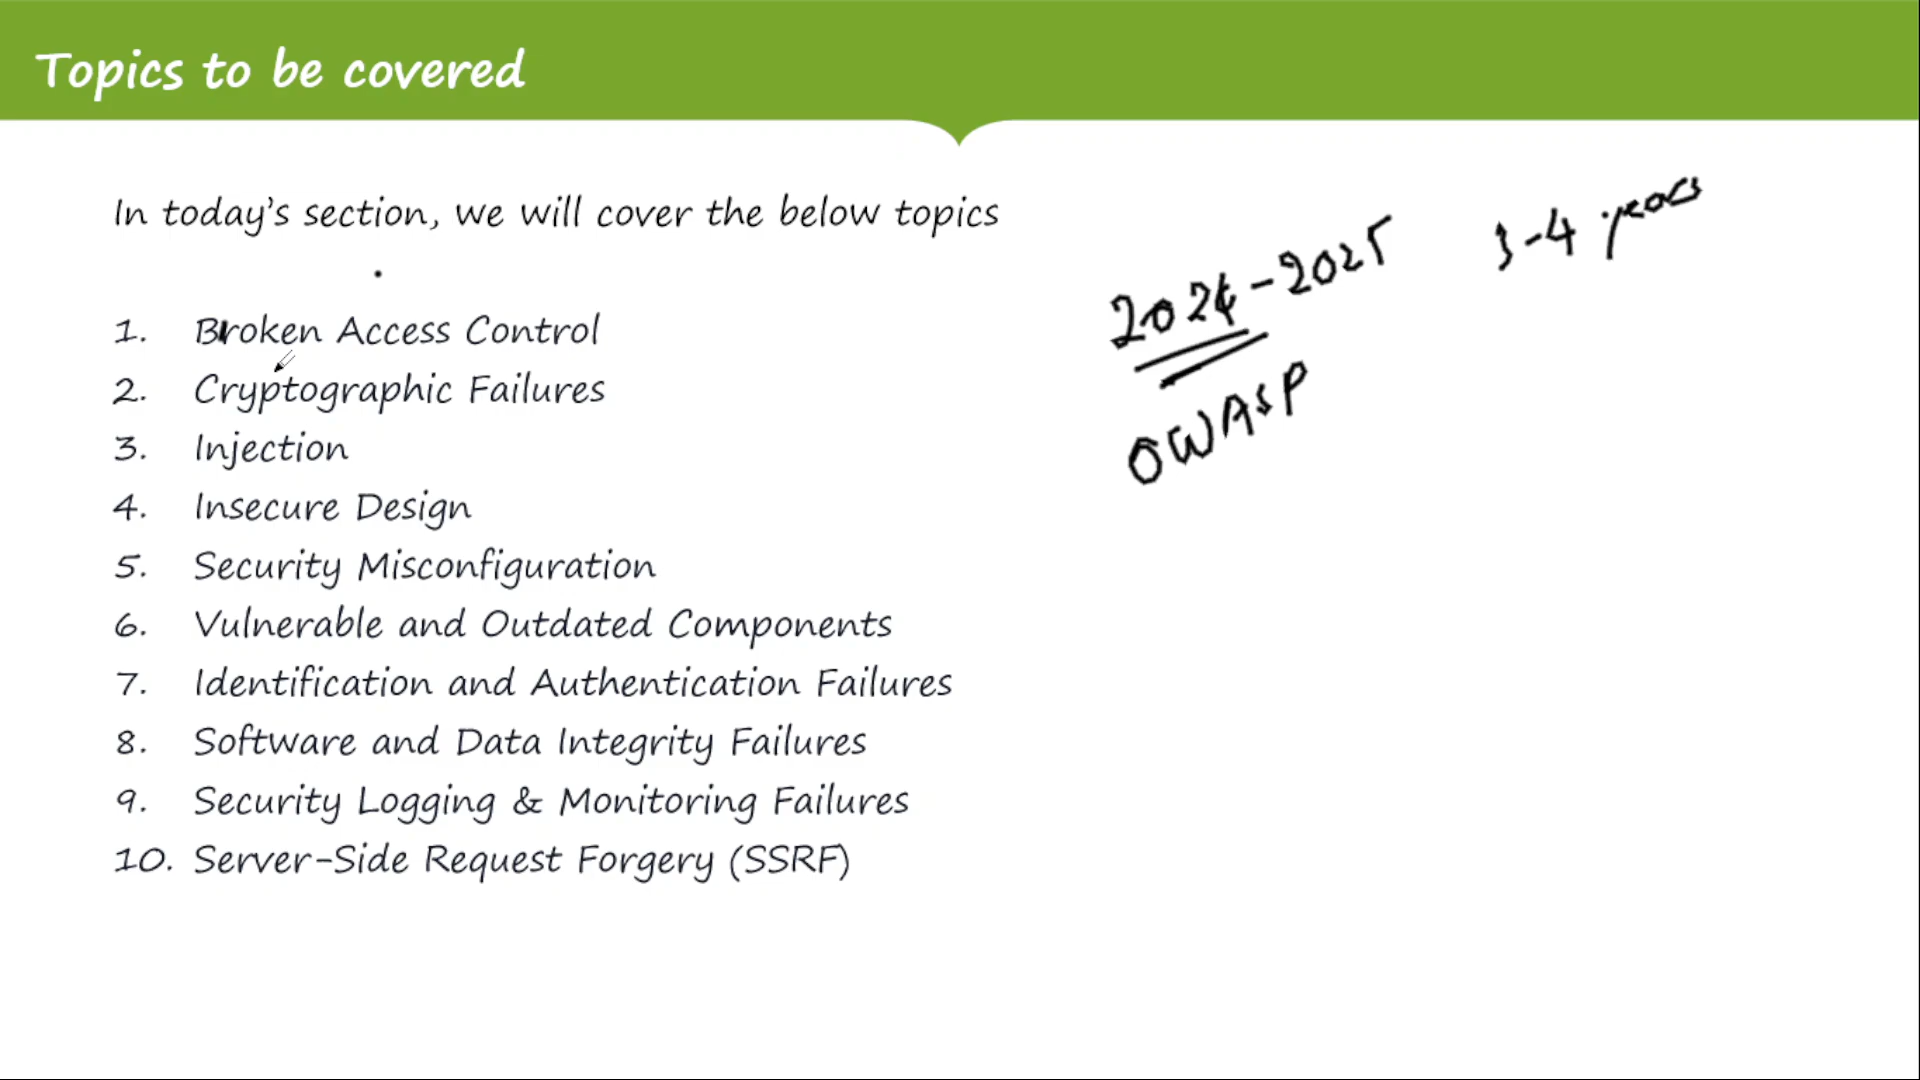 Topics to be covered
In today's section, we will cover the below topics
1. Broken Access Control
2. Cryptographic Failures
3. Injection
4. Insecure Design
5. Security Misconfiguration
6. Vulnerable and Outdated Components
7. Identification and Authentication Failures
8. Software and Data Integrity Failures
9. Security Logging & Monitoring Failures
10. Server-Side Request Forgery (SSRF)
2024-2025
3-4 years
OWASP